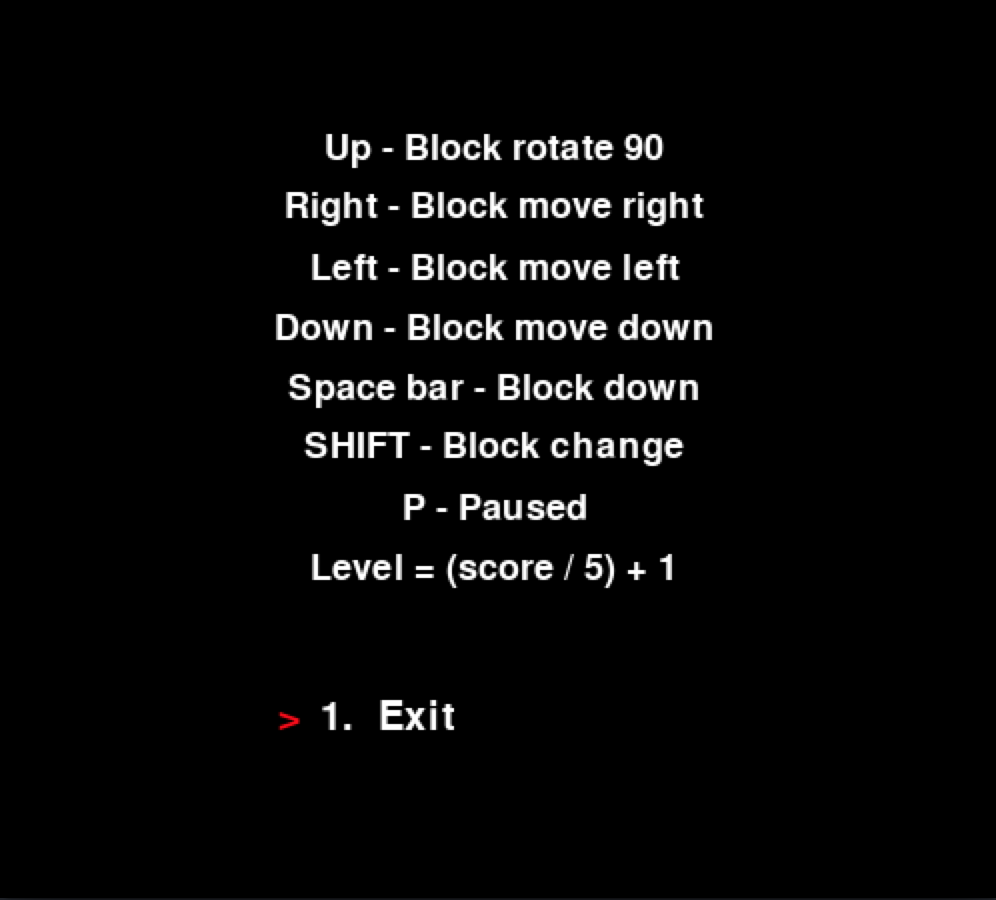 Up - Block rotate 90
Right - Block move right
Left - Block move left
Down - Block move down
Space bar - Block down
SHIFT - Block change
P - Paused
Level = (score / 5) + 1
> 1. Exit